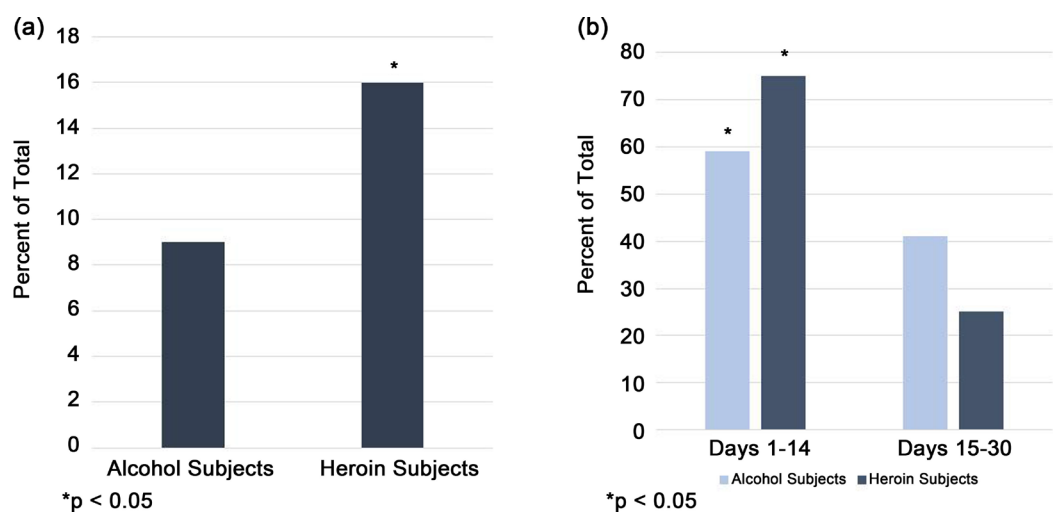 (a)
18
16
14
12
10
8
6
4
2
0
Percent of Total
*
Alcohol Subjects Heroin Subjects
*p < 0.05
(b)
80
70
60
50
40
30
20
10
0
Percent of Total
*
*
Days 1-14 Days 15-30
Alcohol Subjects Heroin Subjects
*p < 0.05